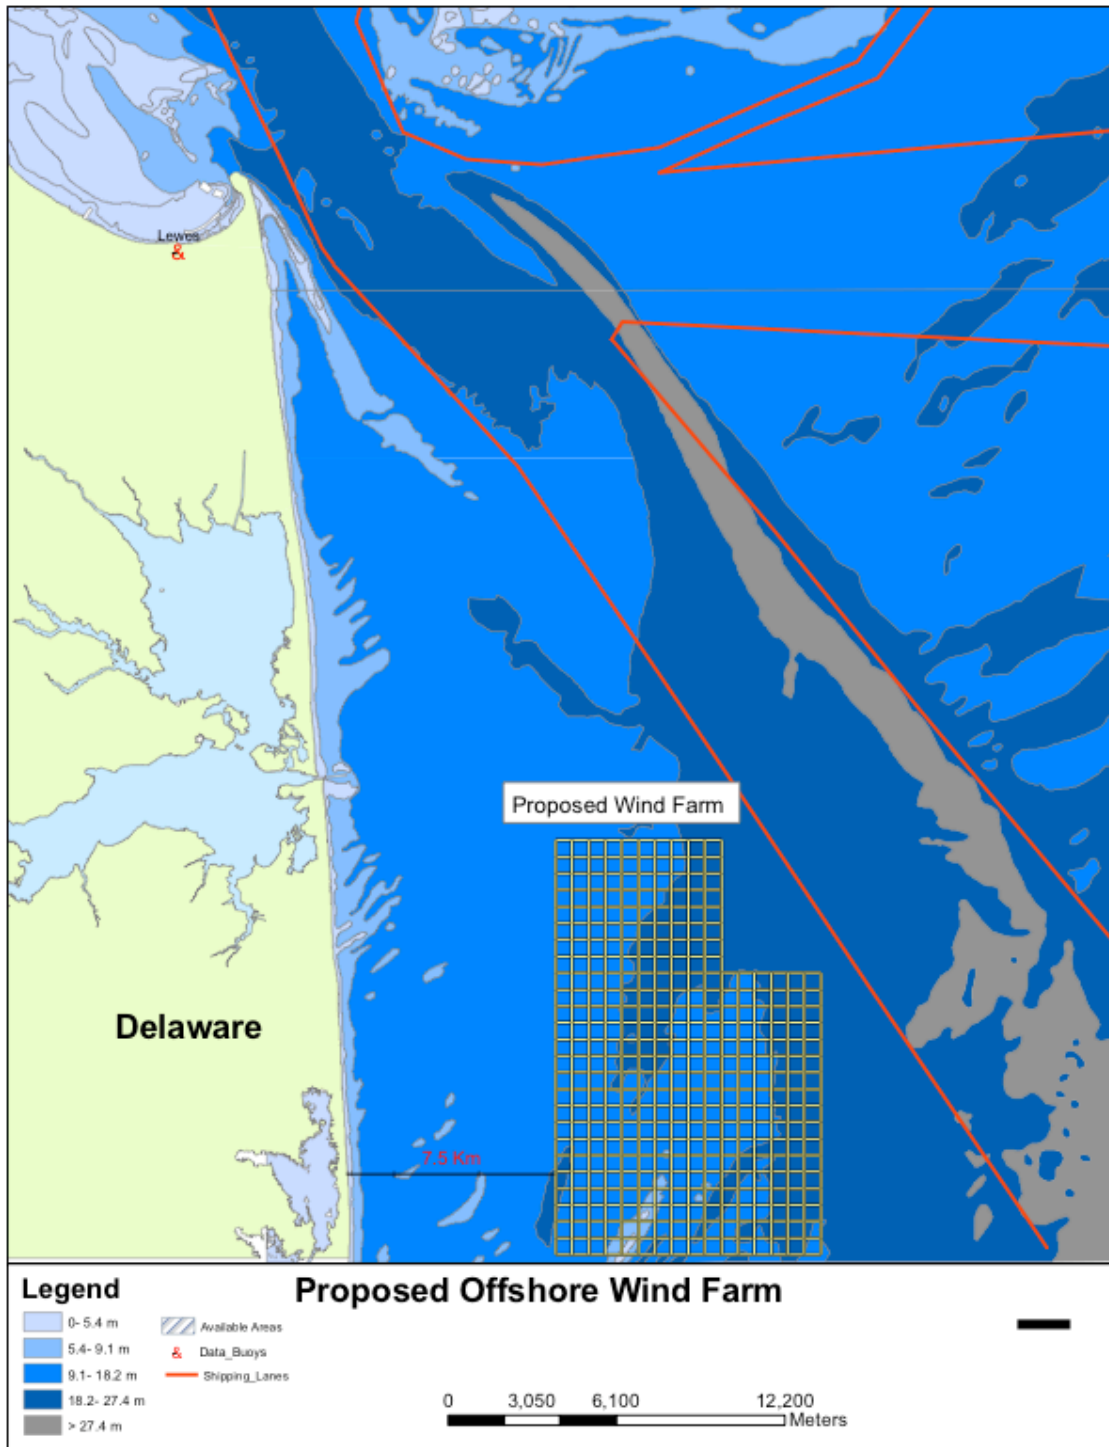 Lewes
&
Proposed Wind Farm
Delaware
7.5 Km
Legend
Proposed Offshore Wind Farm
0- 5.4 m
5.4- 9.1 m
9.1- 18.2 m
18.2- 27.4 m
> 27.4 m
Available Areas
& Data_Buoys
Shipping_Lanes
0 3,050 6,100 12,200
Meters